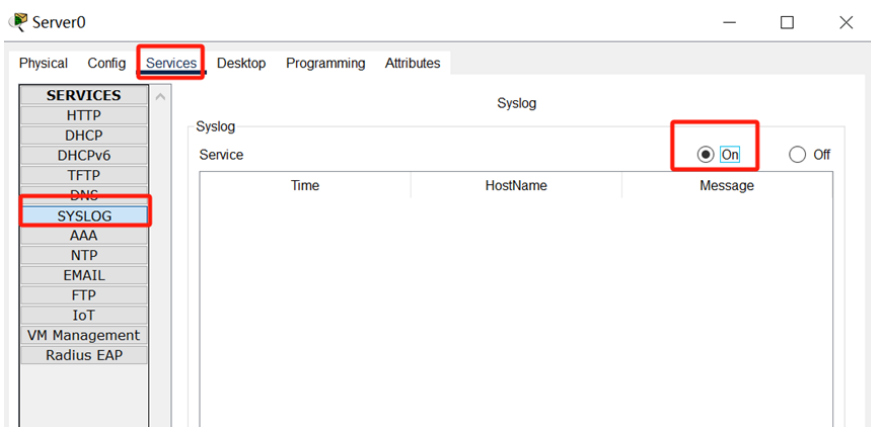 Server0
Physical Config Services Desktop Programming Attributes
SERVICES
HTTP
DHCP
DHCPv6
TFTP
DNS
SYSLOG
AAA
NTP
EMAIL
FTP
IoT
VM Management
Radius EAP
Syslog
Syslog
Service On Off
Time HostName Message